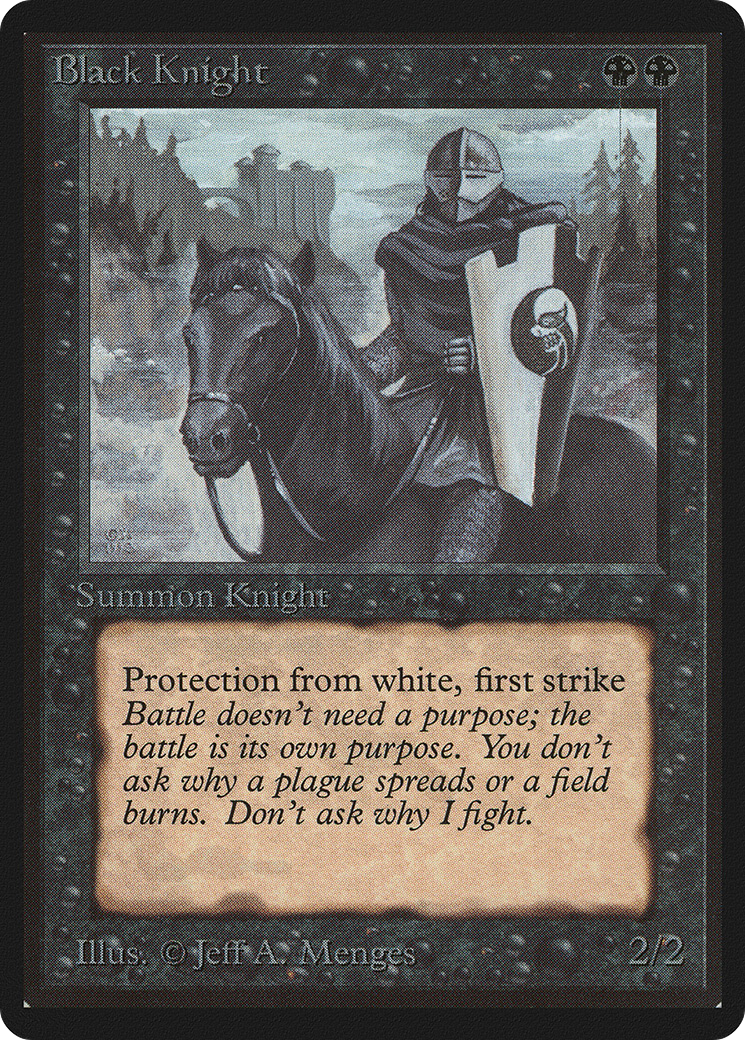 Black Knight
Summon Knight
Protection from white, first strike
Battle doesn't need a purpose; the
battle is its own purpose. You don't
ask why a plague spreads or a field
burns. Don't ask why I fight.
Illus. © Jeff A. Menges
2/2